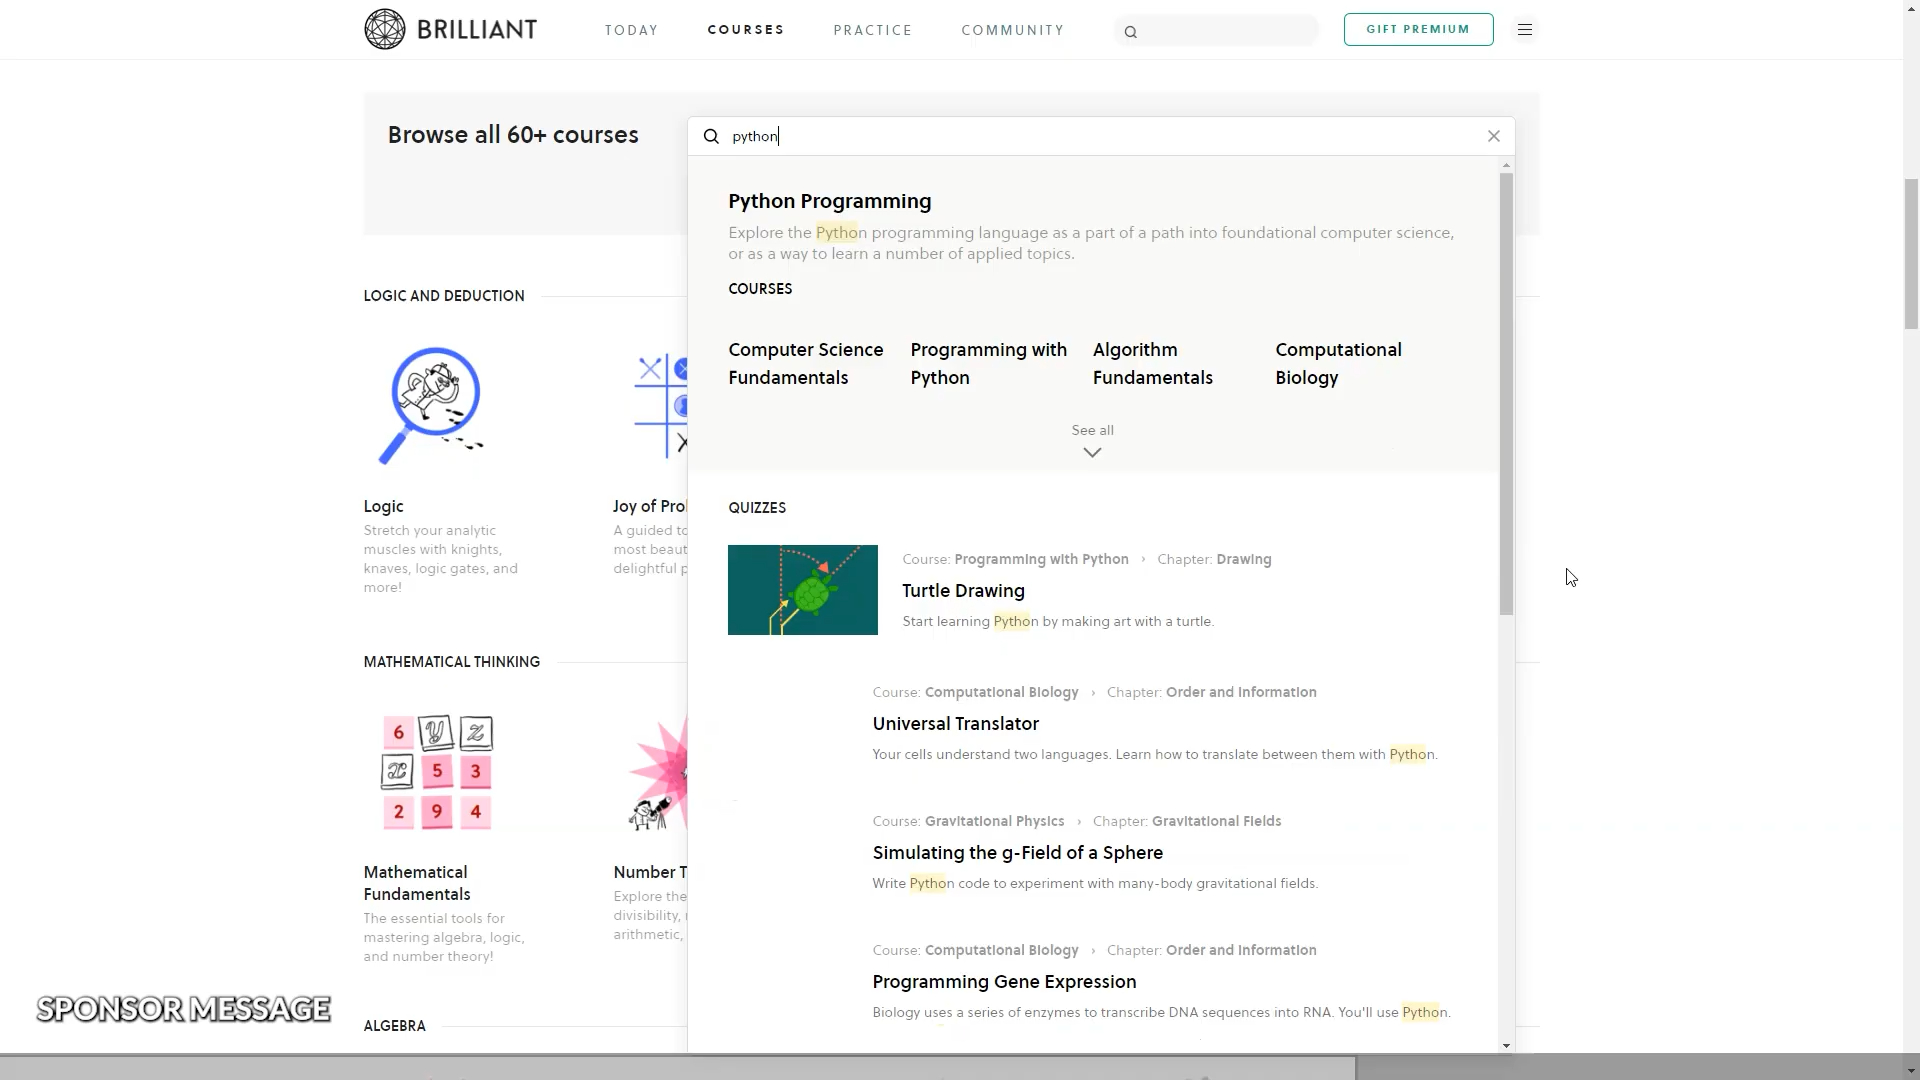 BRILLIANT
TODAY
COURSES
PRACTICE
COMMUNITY
GIFT PREMIUM
Browse all 60+ courses
python
Python Programming
Explore the Python programming language as a part of a path into foundational computer science,
or as a way to learn a number of applied topics.
COURSES
Computer Science
Fundamentals
Programming with
Python
Algorithm
Fundamentals
Computational
Biology
See all
LOGIC AND DEDUCTION
Logic
Stretch your analytic
muscles with knights,
knaves, logic gates, and
more!
Joy of Pro
A guided to
most beaut
delightful p
QUIZZES
Course: Programming with Python › Chapter: Drawing
Turtle Drawing
Start learning Python by making art with a turtle.
Course: Computational Biology › Chapter: Order and Information
Universal Translator
Your cells understand two languages. Learn how to translate between them with Python.
Course: Gravitational Physics › Chapter: Gravitational Fields
Simulating the g-Field of a Sphere
Write Python code to experiment with many-body gravitational fields.
Course: Computational Biology › Chapter: Order and Information
Programming Gene Expression
Biology uses a series of enzymes to transcribe DNA sequences into RNA. You'll use Python.
MATHEMATICAL THINKING
6 y z
x 5 3
2 9 4
Mathematical
Fundamentals
The essential tools for
mastering algebra, logic,
and number theory!
Number T
Explore the
divisibility,
arithmetic,
SPONSOR MESSAGE
ALGEBRA